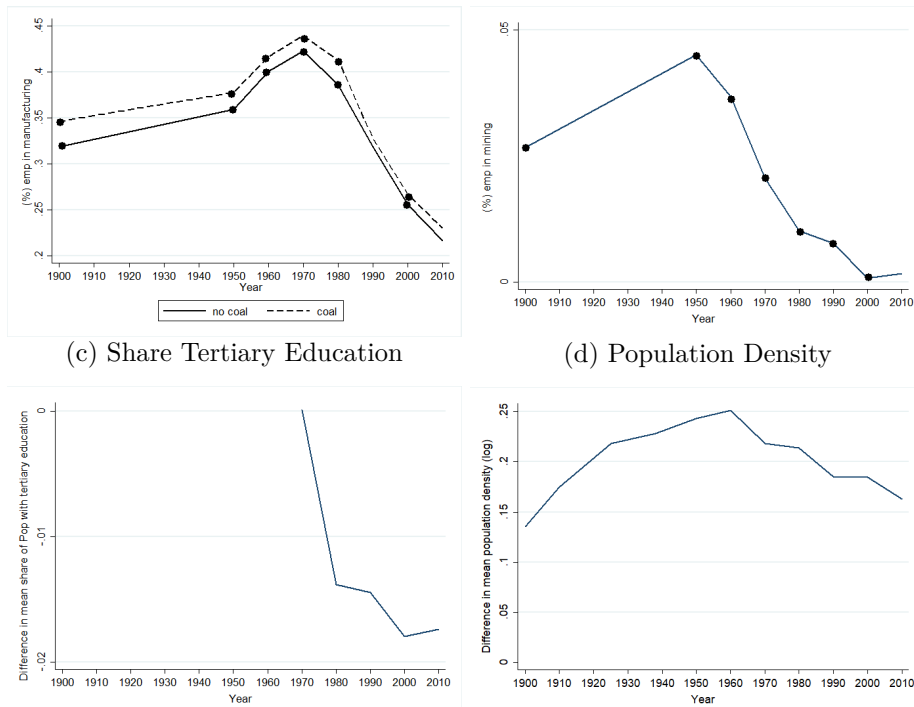 .45
.4
.35
.3
.25
.2
(%) emp in manufacturing
1900 1910 1920 1930 1940 1950 1960 1970 1980 1990 2000 2010
Year
no coal coal
.05
0
(%) emp in mining
1900 1910 1920 1930 1940 1950 1960 1970 1980 1990 2000 2010
Year
(c) Share Tertiary Education
(d) Population Density
0
-.01
-.02
Difference in mean share of Pop with tertiary education
1900 1910 1920 1930 1940 1950 1960 1970 1980 1990 2000 2010
Year
.25
.2
.15
.1
.05
0
Difference in mean population density (log)
1900 1910 1920 1930 1940 1950 1960 1970 1980 1990 2000 2010
Year